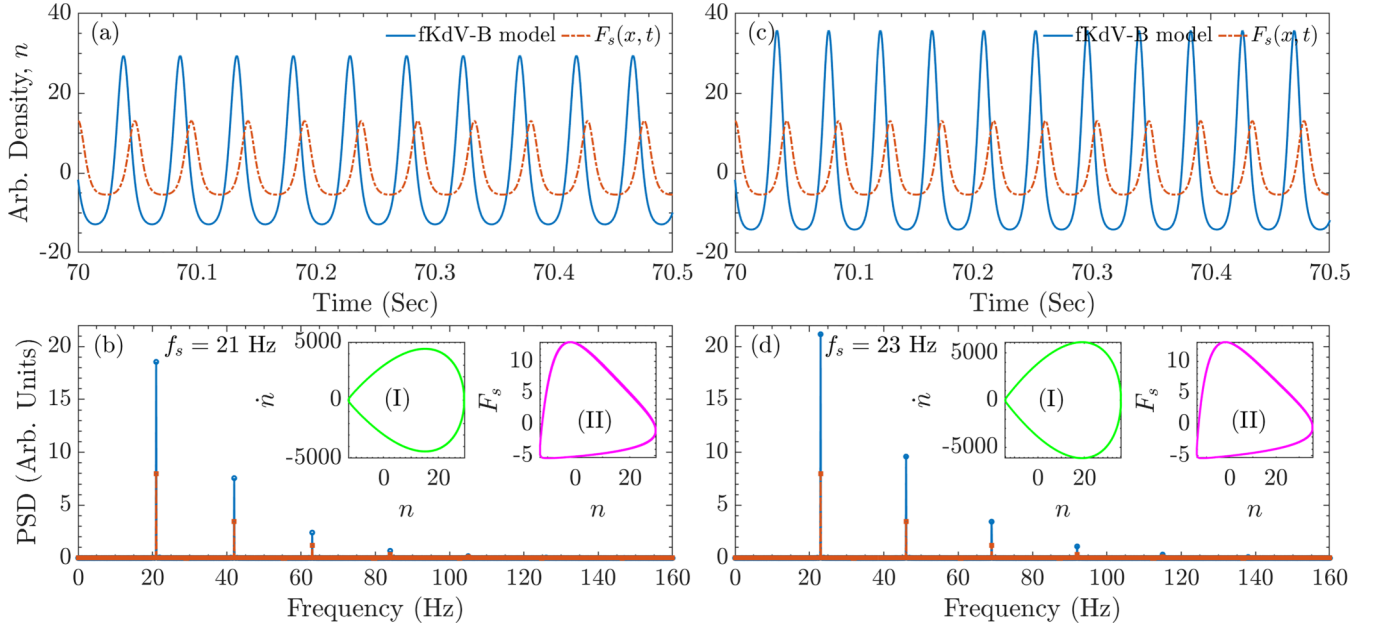 (a)
fKdV-B model F_s(x, t)
Arb. Density, n
40
20
0
-20
70 70.1 70.2 70.3 70.4 70.5
Time (Sec)
(c)
fKdV-B model F_s(x, t)
40
20
0
-20
70 70.1 70.2 70.3 70.4 70.5
Time (Sec)
(b)
f_s = 21 Hz
PSD (Arb. Units)
20
15
10
5
0
0 20 40 60 80 100 120 140 160
Frequency (Hz)
5000
0
-5000
ṅ
(I)
0 20
n
10
5
0
-5
F_s
(II)
0 20
n
(d)
f_s = 23 Hz
20
15
10
5
0
0 20 40 60 80 100 120 140 160
Frequency (Hz)
5000
0
-5000
ṅ
(I)
0 20
n
10
5
0
-5
F_s
(II)
0 20
n